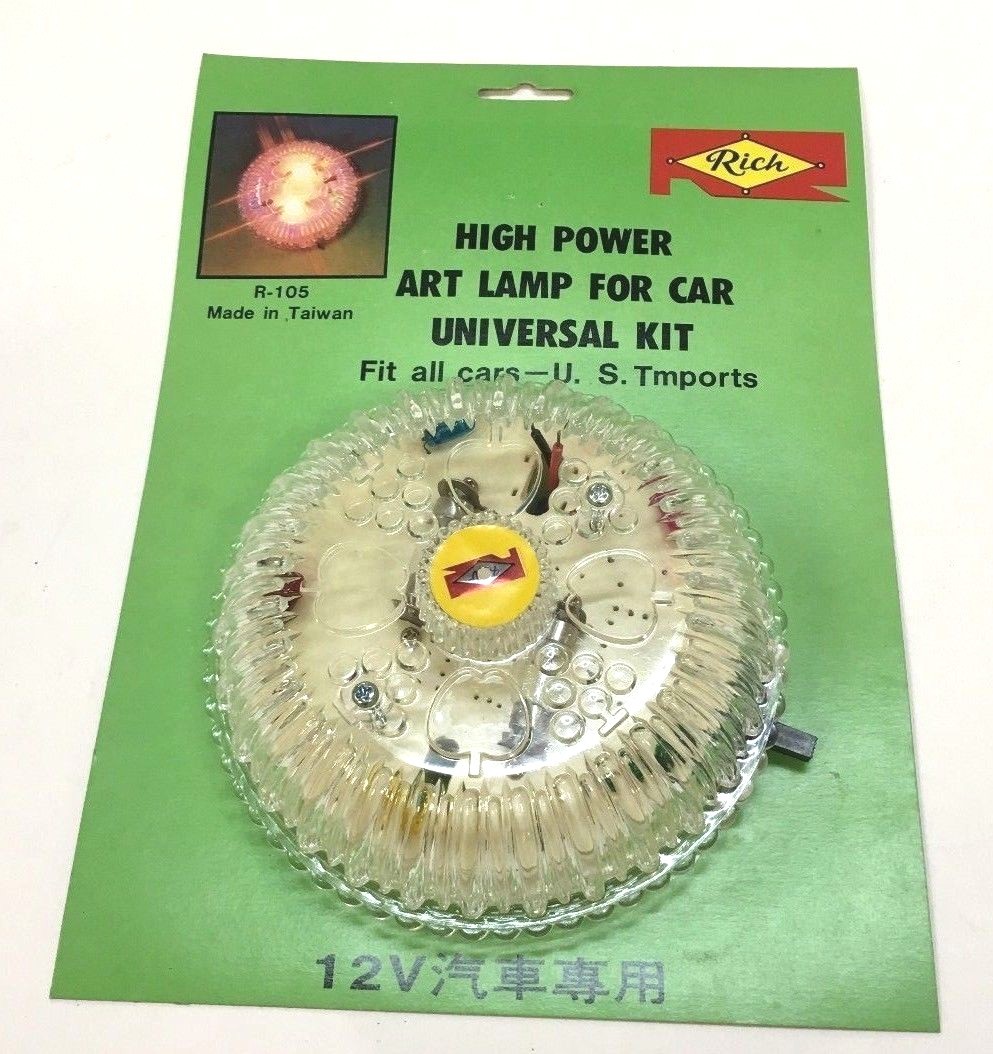 Rich
HIGH POWER
ART LAMP FOR CAR
UNIVERSAL KIT
Fit all cars—U. S. Tmports
R-105
Made in Taiwan
12V汽車專用